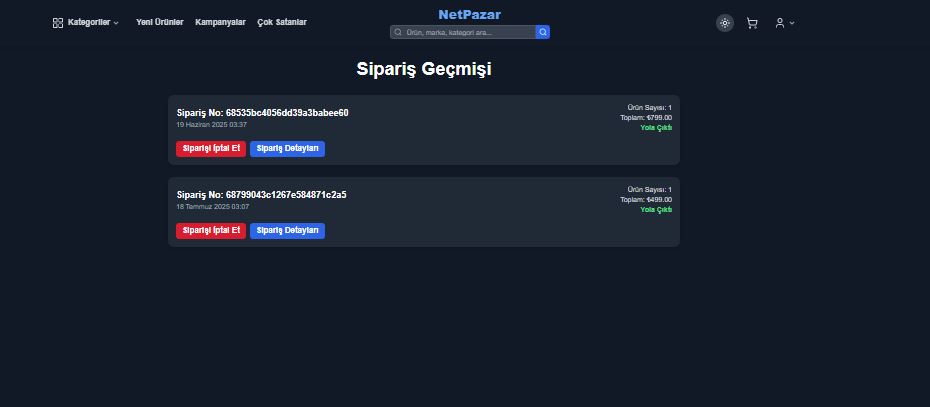 NetPazar
Kategoriler
Yeni Ürünler
Kampanyalar
Çok Satanlar
Ürün, marka, kategori ara...
Sipariş Geçmişi
Sipariş No: 68535bc4056dd39a3babee60
19 Haziran 2025 03:37
Ürün Sayısı: 1
Toplam: ₺799.00
Yola Çıktı
Siparişi İptal Et
Sipariş Detayları
Sipariş No: 68799043c1267e584871c2a5
18 Temmuz 2025 03:07
Ürün Sayısı: 1
Toplam: ₺499.00
Yola Çıktı
Siparişi İptal Et
Sipariş Detayları